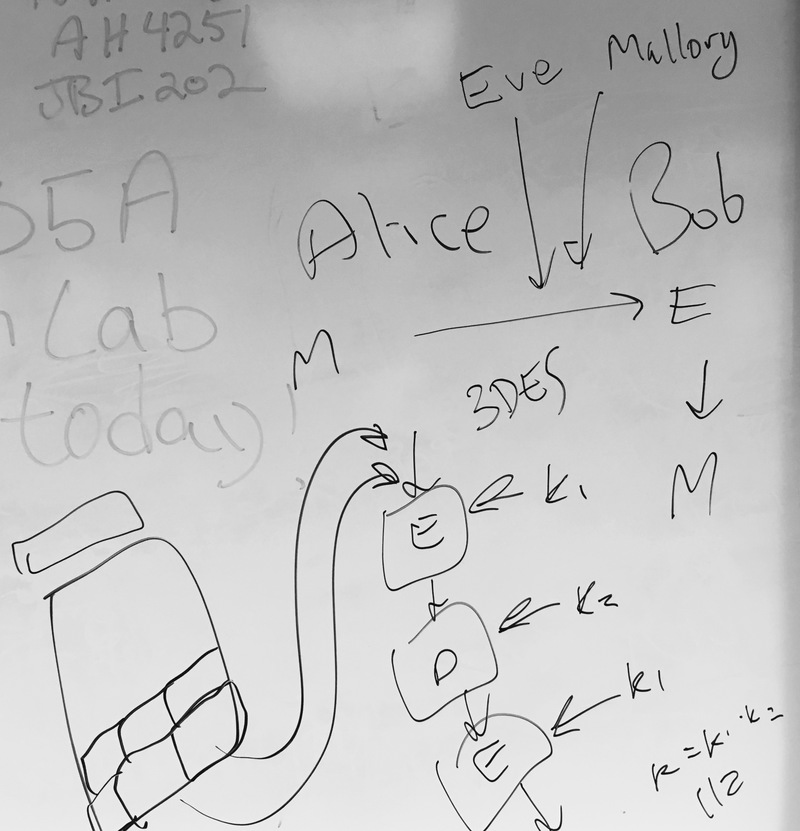 AH4251
JBI202
55A
Lab
today)
Eve Mallory
Alice Bob
M E
3DES
M
E k1
D k2
E k1
k=k1·k2
112